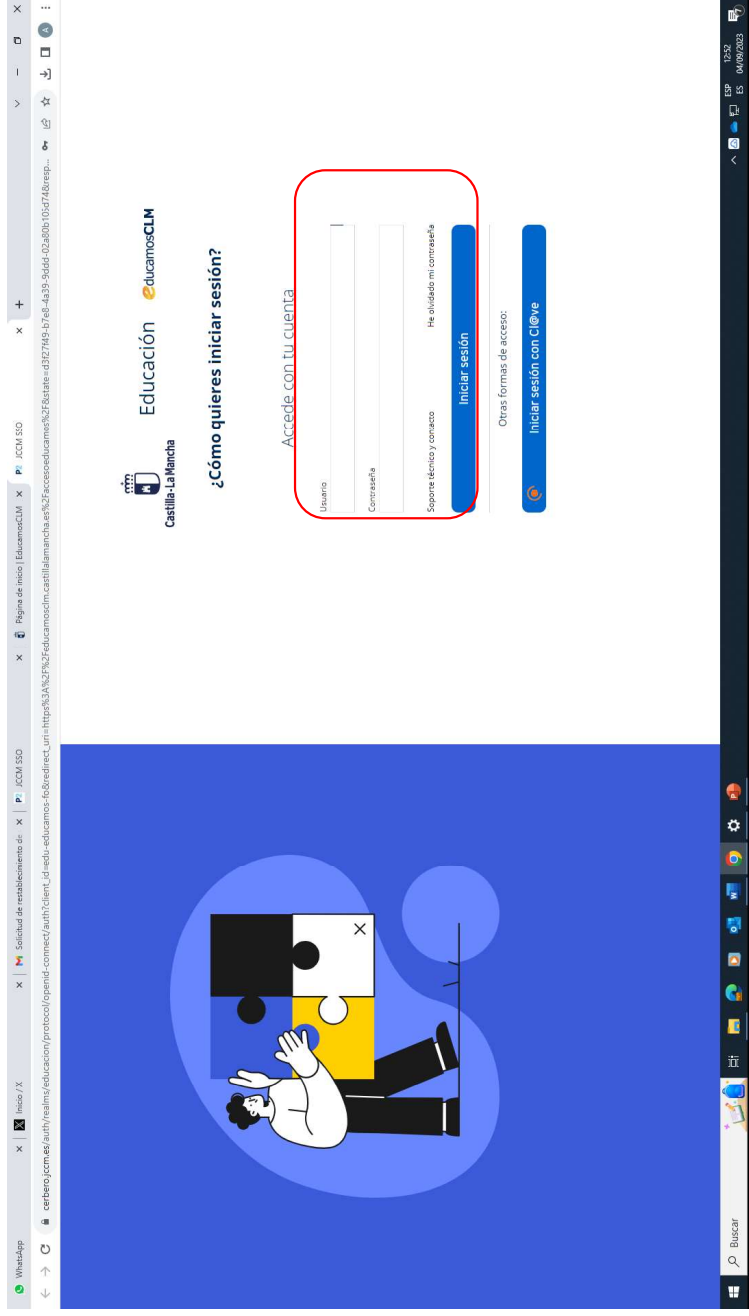 WhatsApp
Inicio / X
Solicitud de restablecimiento de
JCCM SSO
Página de inicio | EducamosCLM
JCCM SSO
cerbero.jccm.es/auth/realms/educacion/protocol/openid-connect/auth?client_id=edu-educamos-fo&redirect_uri=https%3A%2F%2Feducamosclm.castillalamancha.es%2Faccesoeducamos%2F&state=d3f27f49-b7e8-4a39-9ddd-02a80b105d74&resp...
A
Castilla-La Mancha
Educación
educamosCLM
¿Cómo quieres iniciar sesión?
Accede con tu cuenta
Usuario
Contraseña
Soporte técnico y contacto
He olvidado mi contraseña
Iniciar sesión
Otras formas de acceso:
Iniciar sesión con Cl@ve
Buscar
ESP
ES
12:52
04/09/2023